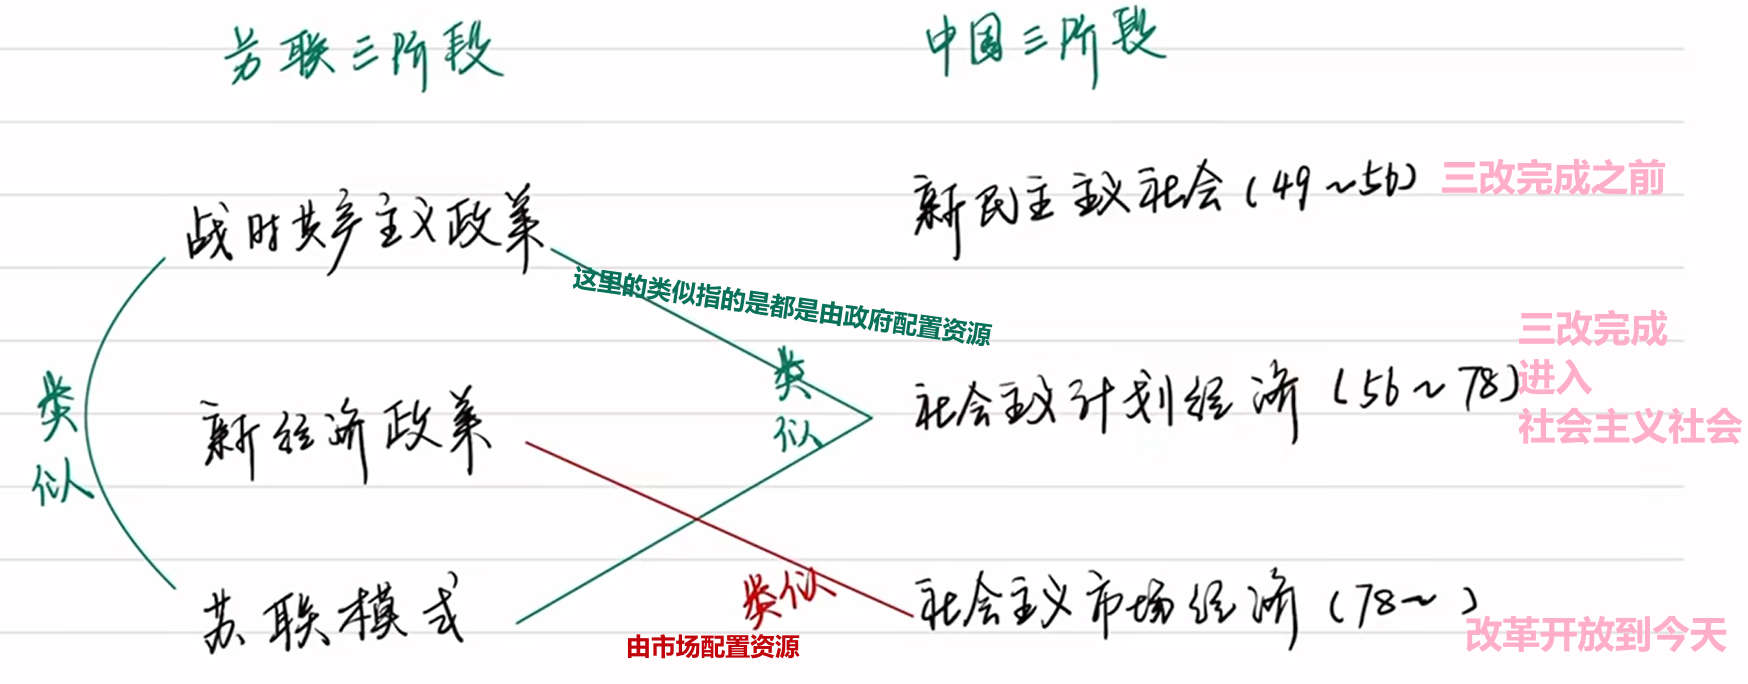 苏联三阶段
中国三阶段
战时共产主义政策
新民主主义社会(49~56)
三改完成之前
这里的类似指的是都是由政府配置资源
类似
类似
新经济政策
社会主义计划经济(56~78)
三改完成
进入
社会主义社会
苏联模式
类似
由市场配置资源
社会主义市场经济(78~ )
改革开放到今天